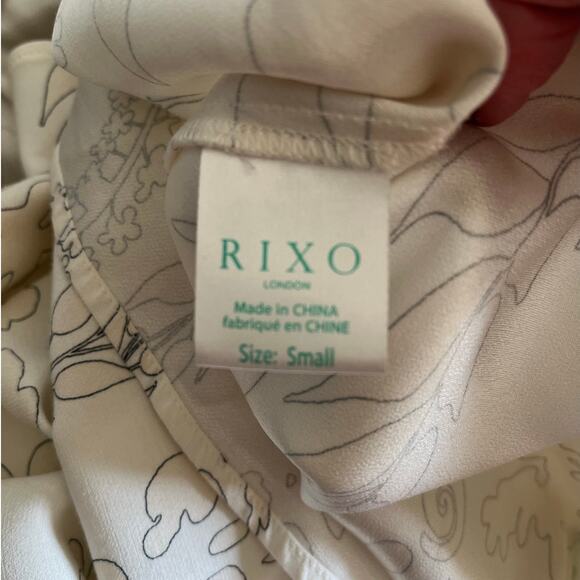 RIXO
LONDON
Made in CHINA
fabriqué en CHINE
Size: Small